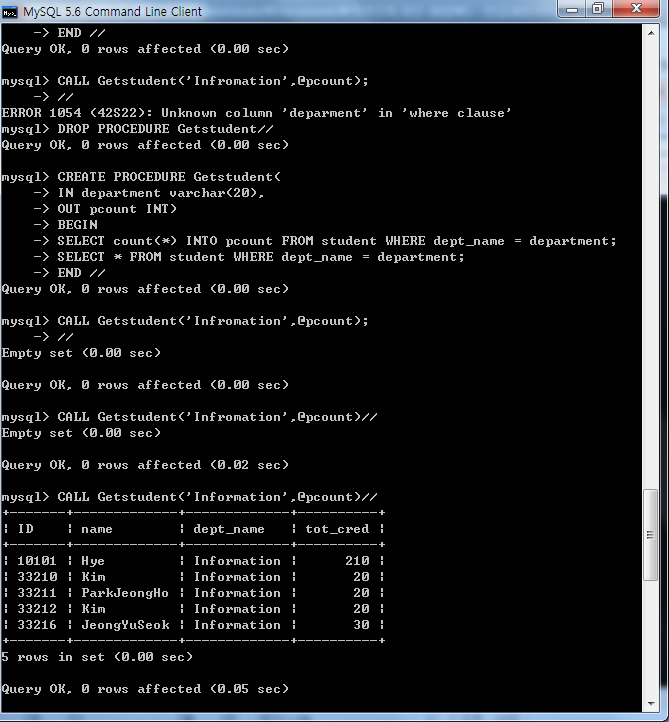 MySQL 5.6 Command Line Client
    -> END //
Query OK, 0 rows affected (0.00 sec)
mysql> CALL Getstudent('Infromation',@pcount);
    -> //
ERROR 1054 (42S22): Unknown column 'deparment' in 'where clause'
mysql> DROP PROCEDURE Getstudent//
Query OK, 0 rows affected (0.00 sec)
mysql> CREATE PROCEDURE Getstudent(
    -> IN department varchar(20),
    -> OUT pcount INT)
    -> BEGIN
    -> SELECT count(*) INTO pcount FROM student WHERE dept_name = department;
    -> SELECT * FROM student WHERE dept_name = department;
    -> END //
Query OK, 0 rows affected (0.00 sec)
mysql> CALL Getstudent('Infromation',@pcount);
    -> //
Empty set (0.00 sec)
Query OK, 0 rows affected (0.00 sec)
mysql> CALL Getstudent('Infromation',@pcount)//
Empty set (0.00 sec)
Query OK, 0 rows affected (0.02 sec)
mysql> CALL Getstudent('Information',@pcount)//
+-------+-------------+-------------+----------+
| ID    | name        | dept_name   | tot_cred |
+-------+-------------+-------------+----------+
| 10101 | Hye         | Information |      210 |
| 33210 | Kim         | Information |       20 |
| 33211 | ParkJeongHo | Information |       20 |
| 33212 | Kim         | Information |       20 |
| 33216 | JeongYuSeok | Information |       30 |
+-------+-------------+-------------+----------+
5 rows in set (0.00 sec)
Query OK, 0 rows affected (0.05 sec)